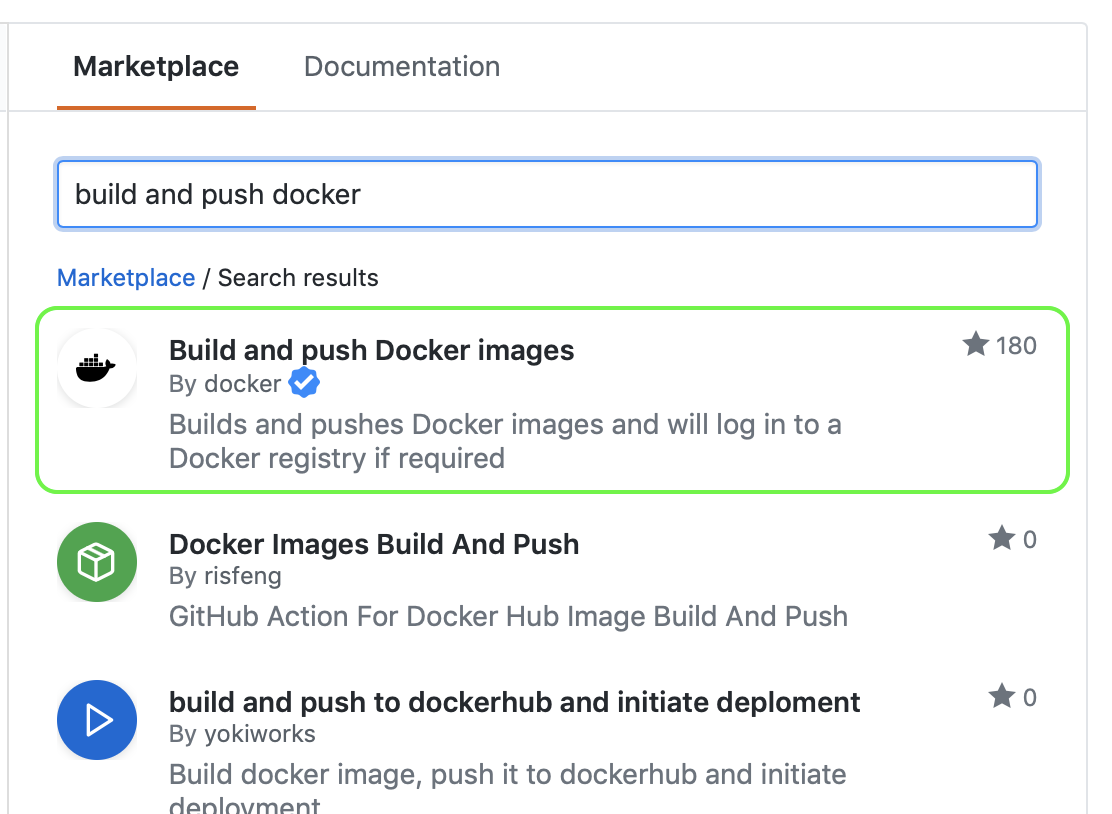 Marketplace Documentation
build and push docker
Marketplace / Search results
Build and push Docker images 180
By docker
Builds and pushes Docker images and will log in to a
Docker registry if required
Docker Images Build And Push 0
By risfeng
GitHub Action For Docker Hub Image Build And Push
build and push to dockerhub and initiate deploment 0
By yokiworks
Build docker image, push it to dockerhub and initiate
deployment